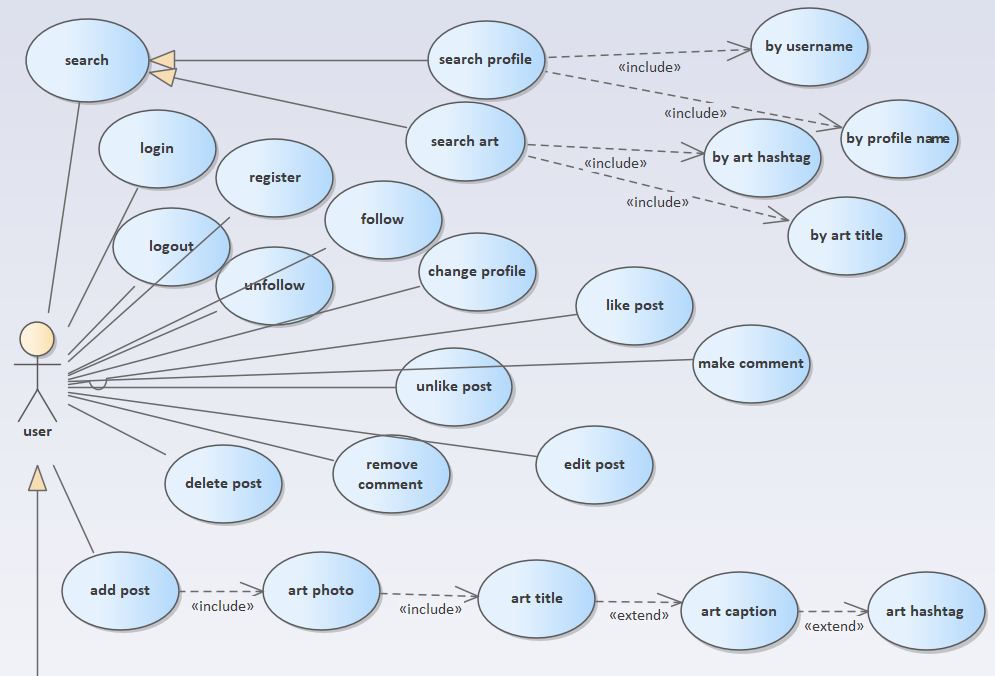 search
search profile
by username
«include»
«include»
search art
by profile name
login
by art hashtag
«include»
register
«include»
follow
by art title
logout
change profile
unfollow
like post
make comment
unlike post
user
remove
comment
edit post
delete post
add post
«include»
art photo
«include»
art title
«extend»
art caption
«extend»
art hashtag